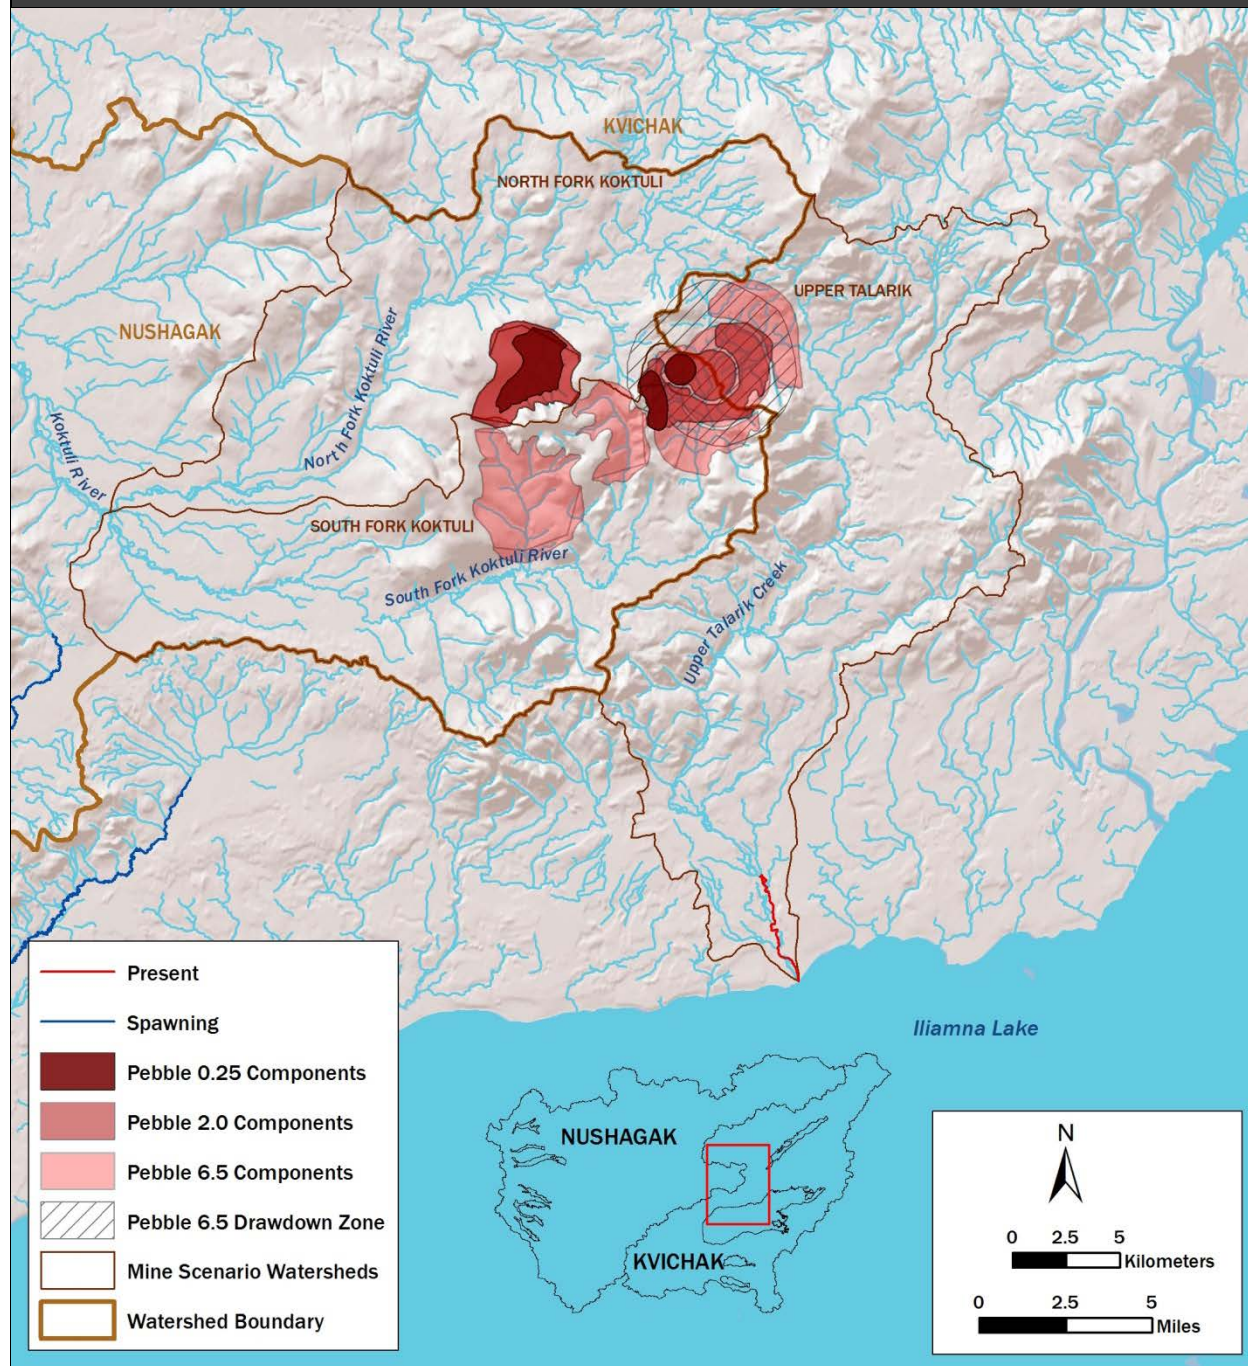 KVICHAK
NORTH FORK KOKTULI
UPPER TALARIK
NUSHAGAK
North Fork Koktuli River
Koktuli River
SOUTH FORK KOKTULI
South Fork Koktuli River
Upper Talarik Creek
Iliamna Lake
Present
Spawning
Pebble 0.25 Components
Pebble 2.0 Components
Pebble 6.5 Components
Pebble 6.5 Drawdown Zone
Mine Scenario Watersheds
Watershed Boundary
NUSHAGAK
KVICHAK
N
0 2.5 5
Kilometers
0 2.5 5
Miles